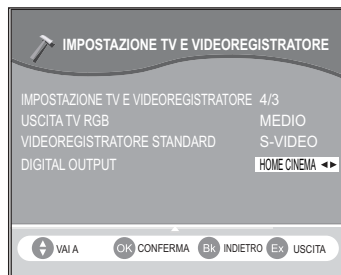 IMPOSTAZIONE TV E VIDEOREGISTRATORE
IMPOSTAZIONE TV E VIDEOREGISTRATORE 4/3
USCITA TV RGB MEDIO
VIDEOREGISTRATORE STANDARD S-VIDEO
DIGITAL OUTPUT HOME CINEMA
VAI A OK CONFERMA Bk INDIETRO Ex USCITA